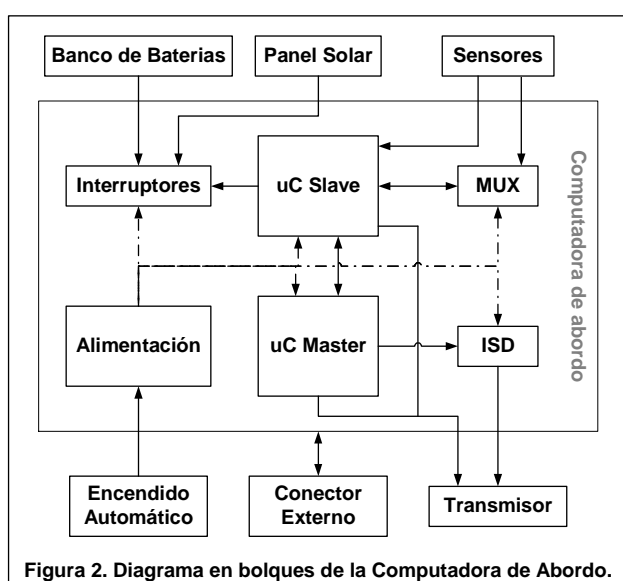 Banco de Baterias
Panel Solar
Sensores
Interruptores
uC Slave
MUX
Computadora de abordo
Alimentación
uC Master
ISD
Encendido
Automático
Conector
Externo
Transmisor
Figura 2. Diagrama en bolques de la Computadora de Abordo.